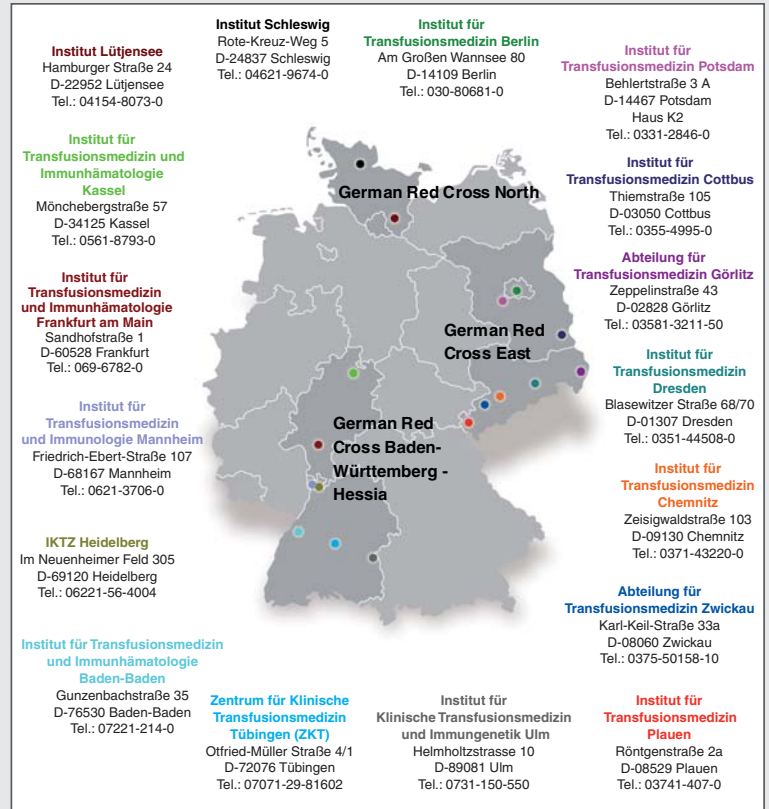 Institut Schleswig
Rote-Kreuz-Weg 5
D-24837 Schleswig
Tel.: 04621-9674-0
Institut für
Transfusionsmedizin Berlin
Am Großen Wannsee 80
D-14109 Berlin
Tel.: 030-80681-0
Institut Lütjensee
Hamburger Straße 24
D-22952 Lütjensee
Tel.: 04154-8073-0
Institut für
Transfusionsmedizin Potsdam
Behlertstraße 3 A
D-14467 Potsdam
Haus K2
Tel.: 0331-2846-0
Institut für
Transfusionsmedizin und
Immunhämatologie
Kassel
Mönchebergstraße 57
D-34125 Kassel
Tel.: 0561-8793-0
Institut für
Transfusionsmedizin Cottbus
Thiemstraße 105
D-03050 Cottbus
Tel.: 0355-4995-0
German Red Cross North
Institut für
Transfusionsmedizin
und Immunhämatologie
Frankfurt am Main
Sandhofstraße 1
D-60528 Frankfurt
Tel.: 069-6782-0
Abteilung für
Transfusionsmedizin Görlitz
Zeppelinstraße 43
D-02828 Görlitz
Tel.: 03581-3211-50
German Red
Cross East
Institut für
Transfusionsmedizin
Dresden
Blasewitzer Straße 68/70
D-01307 Dresden
Tel.: 0351-44508-0
Institut für
Transfusionsmedizin
und Immunologie Mannheim
Friedrich-Ebert-Straße 107
D-68167 Mannheim
Tel.: 0621-3706-0
German Red
Cross Baden-
Württemberg -
Hessia
Institut für
Transfusionsmedizin
Chemnitz
Zeisigwaldstraße 103
D-09130 Chemnitz
Tel.: 0371-43220-0
IKTZ Heidelberg
Im Neuenheimer Feld 305
D-69120 Heidelberg
Tel.: 06221-56-4004
Abteilung für
Transfusionsmedizin Zwickau
Karl-Keil-Straße 33a
D-08060 Zwickau
Tel.: 0375-50158-10
Institut für Transfusionsmedizin
und Immunhämatologie
Baden-Baden
Gunzenbachstraße 35
D-76530 Baden-Baden
Tel.: 07221-214-0
Zentrum für Klinische
Transfusionsmedizin
Tübingen (ZKT)
Otfried-Müller Straße 4/1
D-72076 Tübingen
Tel.: 07071-29-81602
Institut für
Klinische Transfusionsmedizin
und Immungenetik Ulm
Helmholtzstrasse 10
D-89081 Ulm
Tel.: 0731-150-550
Institut für
Transfusionsmedizin
Plauen
Röntgenstraße 2a
D-08529 Plauen
Tel.: 03741-407-0